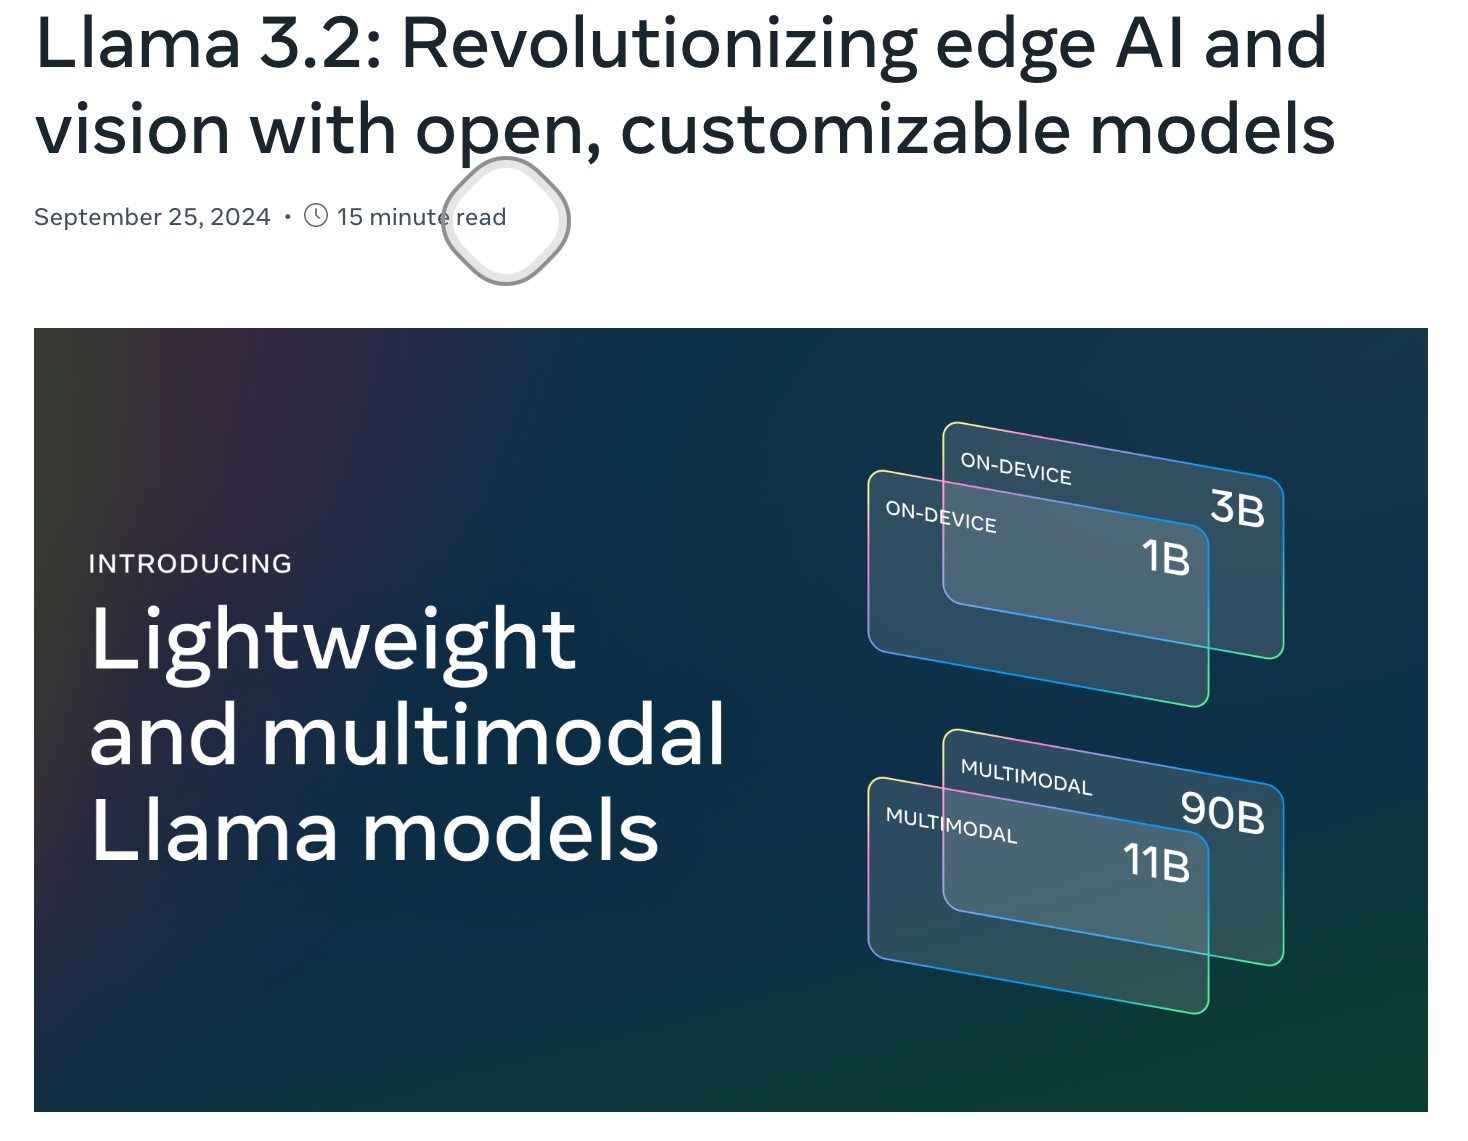 Llama 3.2: Revolutionizing edge AI and
vision with open, customizable models
September 25, 2024 • 15 minute read
INTRODUCING
Lightweight
and multimodal
Llama models
ON-DEVICE
3B
ON-DEVICE
1B
MULTIMODAL
90B
MULTIMODAL
11B